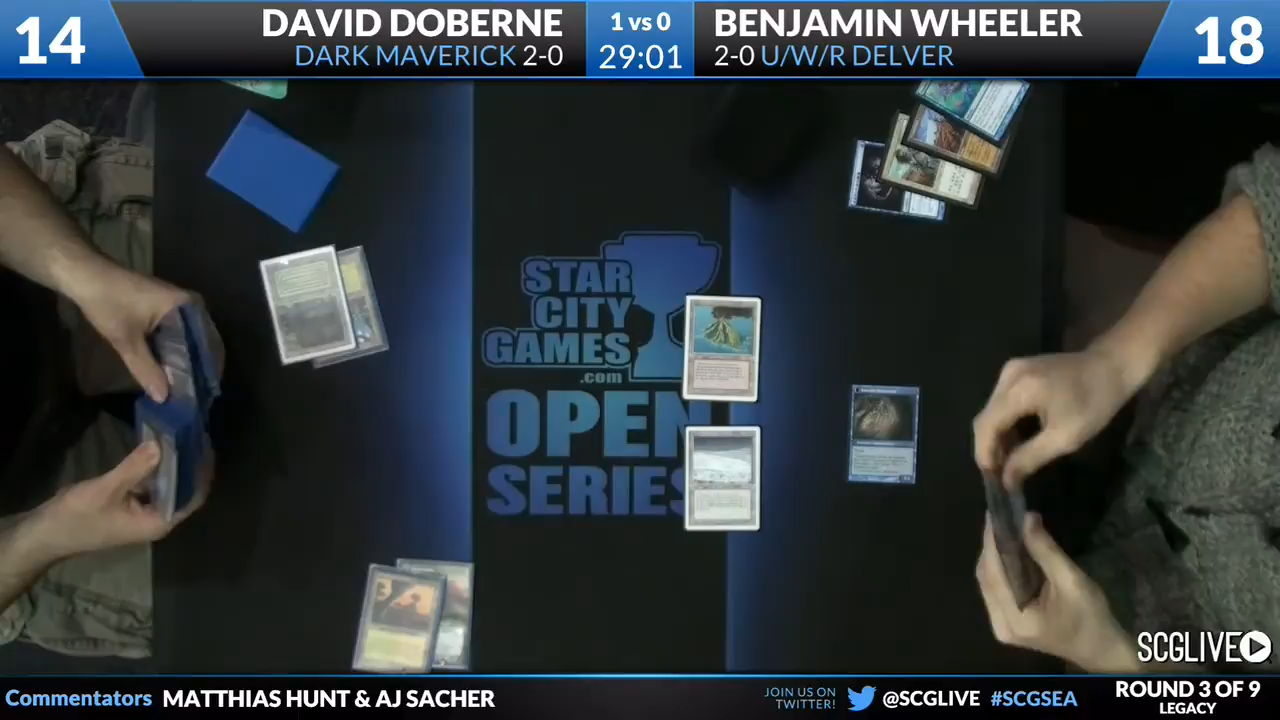 14
DAVID DOBERNE
DARK MAVERICK 2-0
1 vs 0
29:01
BENJAMIN WHEELER
2-0 U/W/R DELVER
18
STAR
CITY
GAMES
.com
OPEN
SERIES
SCGLIVE
Commentators MATTHIAS HUNT & AJ SACHER
JOIN US ON
TWITTER!
@SCGLIVE #SCGSEA
ROUND 3 OF 9
LEGACY